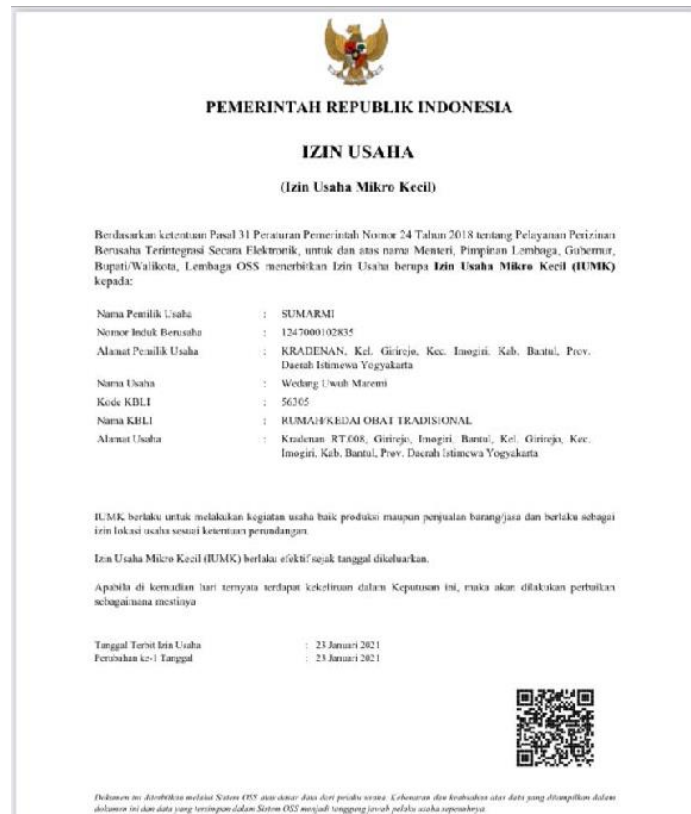 PEMERINTAH REPUBLIK INDONESIA
IZIN USAHA
(Izin Usaha Mikro Kecil)
Berdasarkan ketentuan Pasal 31 Peraturan Pemerintah Nomor 24 Tahun 2018 tentang Pelayanan Perizinan
Berusaha Terintegrasi Secara Elektronik, untuk dan atas nama Menteri, Pimpinan Lembaga, Gubernur,
Bupati/Walikota, Lembaga OSS menerbitkan Izin Usaha berupa Izin Usaha Mikro Kecil (IUMK)
kepada:
Nama Pemilik Usaha : SUMARMI
Nomor Induk Berusaha : 1247000102835
Alamat Pemilik Usaha : KRADENAN, Kel. Girirejo, Kec. Imogiri, Kab. Bantul, Prov.
Daerah Istimewa Yogyakarta
Nama Usaha : Wedang Uwuh Maremi
Kode KBLI : 56305
Nama KBLI : RUMAH/KEDAI OBAT TRADISIONAL
Alamat Usaha : Kradenan RT.008, Girirejo, Imogiri, Bantul, Kel. Girirejo, Kec.
Imogiri, Kab. Bantul, Prov. Daerah Istimewa Yogyakarta
IUMK berlaku untuk melakukan kegiatan usaha baik produksi maupun penjualan barang/jasa dan berlaku sebagai
izin lokasi usaha sesuai ketentuan perundangan.
Izin Usaha Mikro Kecil (IUMK) berlaku efektif sejak tanggal dikeluarkan.
Apabila di kemudian hari ternyata terdapat kekeliruan dalam Keputusan ini, maka akan dilakukan perbaikan
sebagaimana mestinya
Tanggal Terbit Izin Usaha : 23 Januari 2021
Perubahan ke-1 Tanggal : 23 Januari 2021
Dokumen ini diterbitkan melalui Sistem OSS atas dasar data dari pelaku usaha. Kebenaran dan keabsahan atas data yang ditampilkan dalam
dokumen ini dan data yang tersimpan dalam Sistem OSS menjadi tanggung jawab pelaku usaha sepenuhnya.